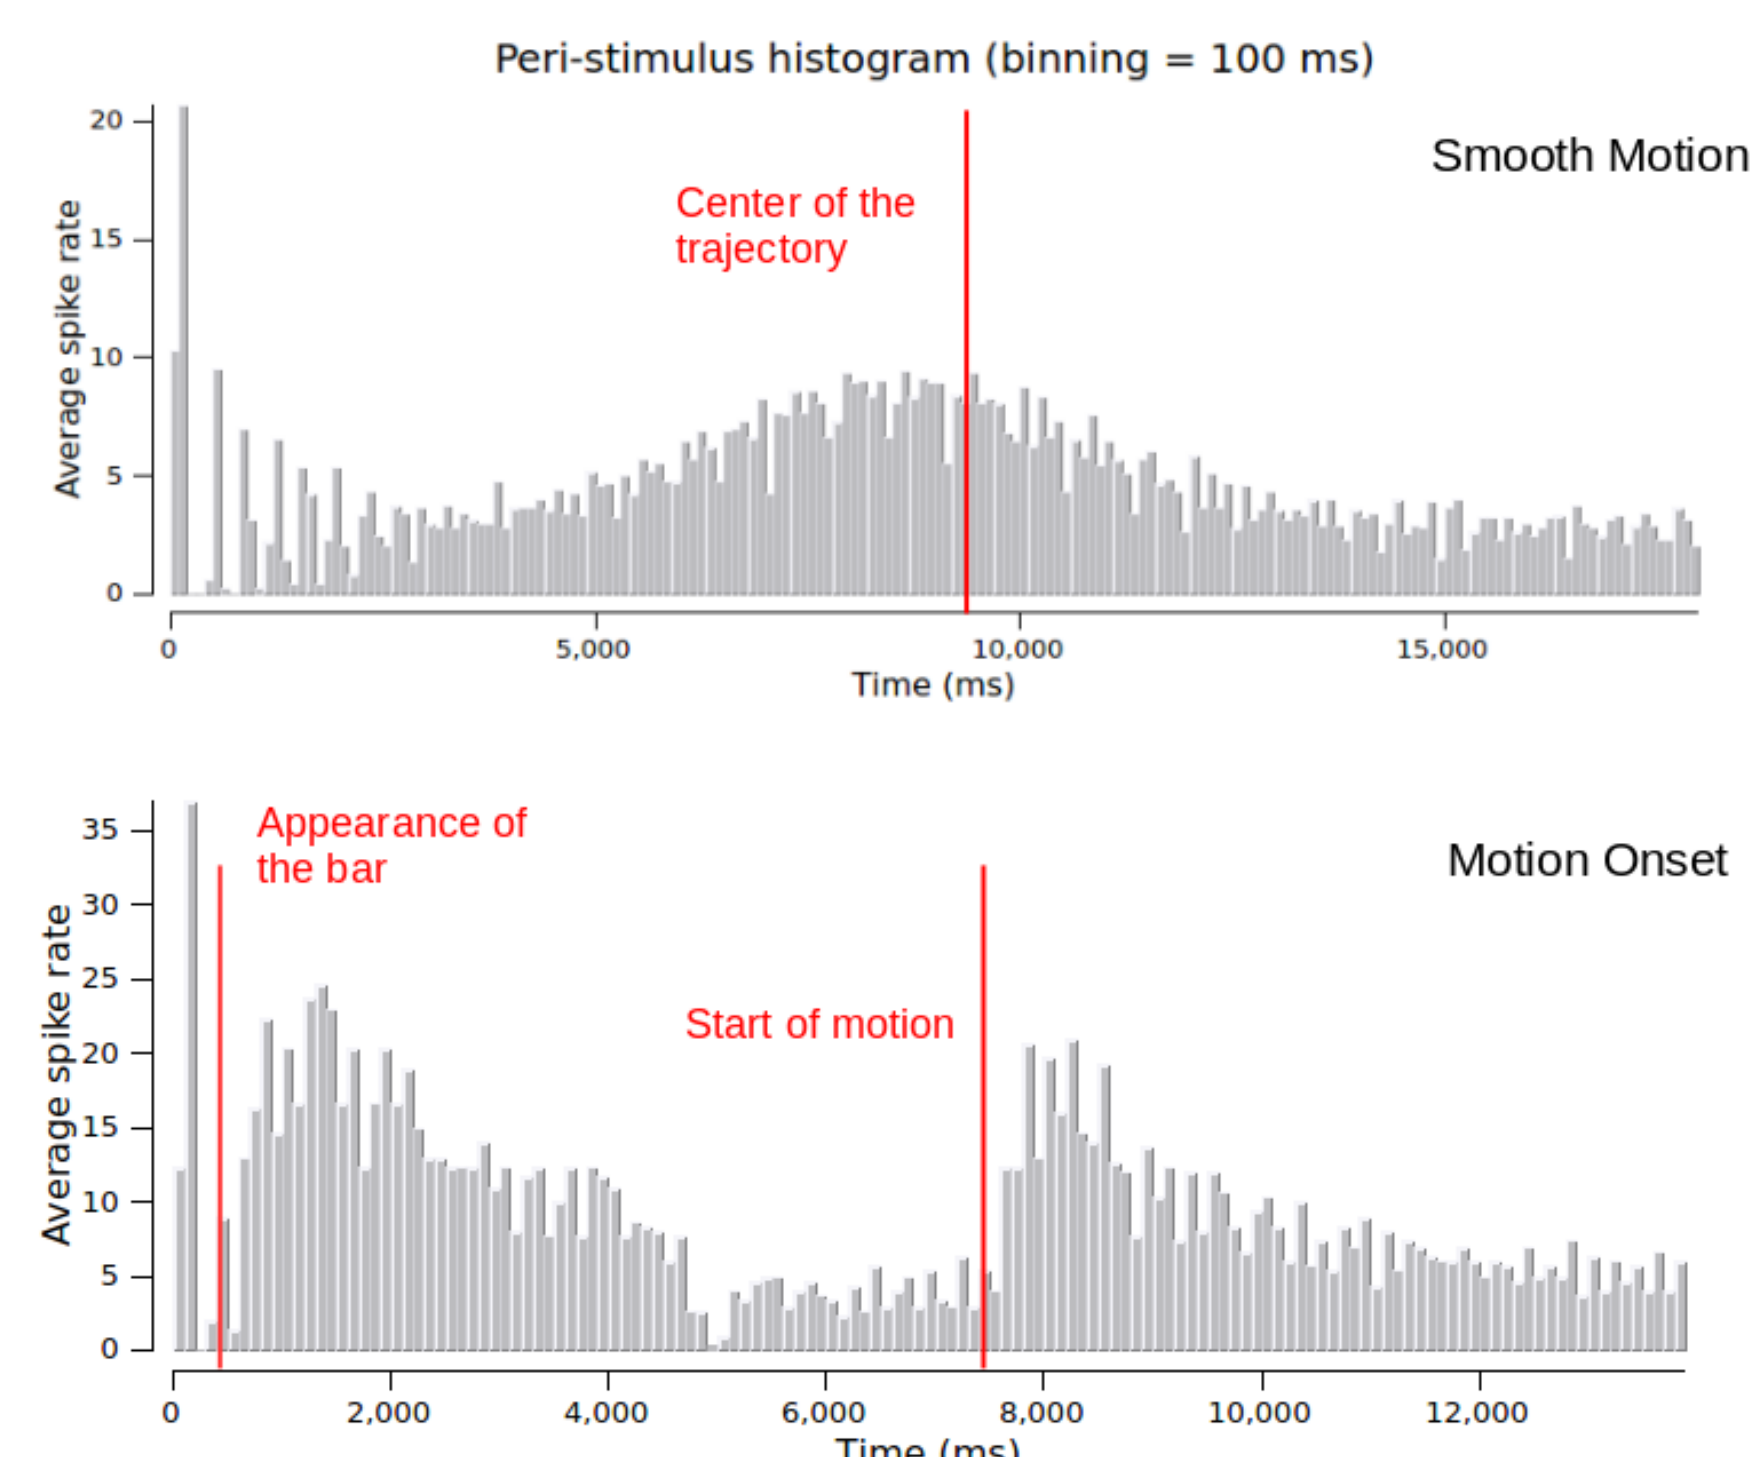 Peri-stimulus histogram (binning = 100 ms)
Smooth Motion
Center of the
trajectory
Average spike rate
20
15
10
5
0
0
5,000
10,000
15,000
Time (ms)
Appearance of
the bar
Motion Onset
Start of motion
Average spike rate
35
30
25
20
15
10
5
0
0
2,000
4,000
6,000
8,000
10,000
12,000
Time (ms)